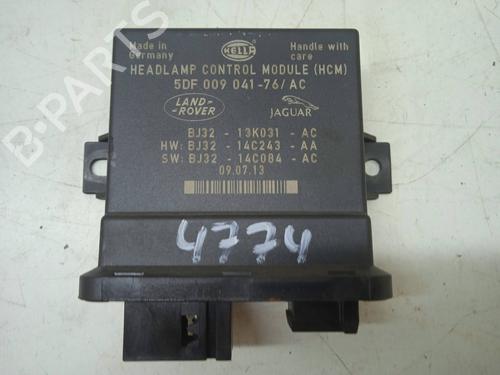 Made in
Germany
HELLA
Handle with
care
HEADLAMP CONTROL MODULE (HCM)
5DF 009 041-76/AC
LAND-
ROVER
JAGUAR
BJ32 - 13K031 - AC
HW: BJ32 - 14C243 - AA
SW: BJ32 - 14C084 - AC
09.07.13
4774